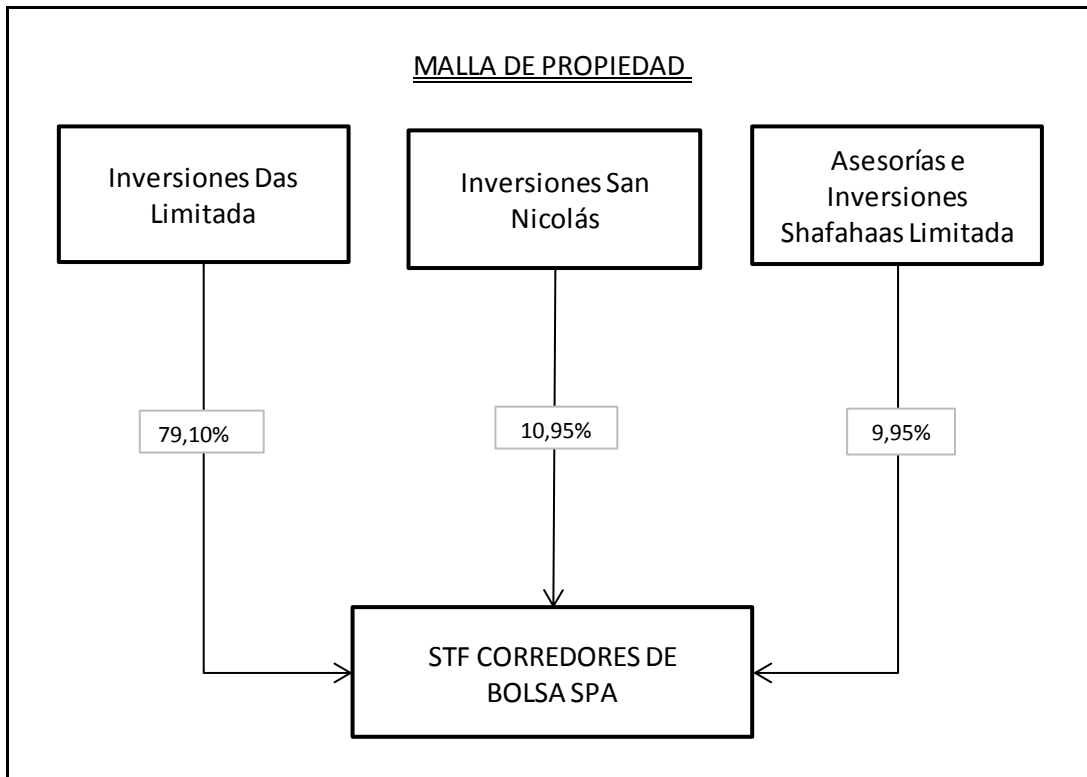 MALLA DE PROPIEDAD
Inversiones Das
Limitada
Inversiones San
Nicolás
Asesorías e
Inversiones
Shafahaas Limitada
79,10%
10,95%
9,95%
STF CORREDORES DE
BOLSA SPA